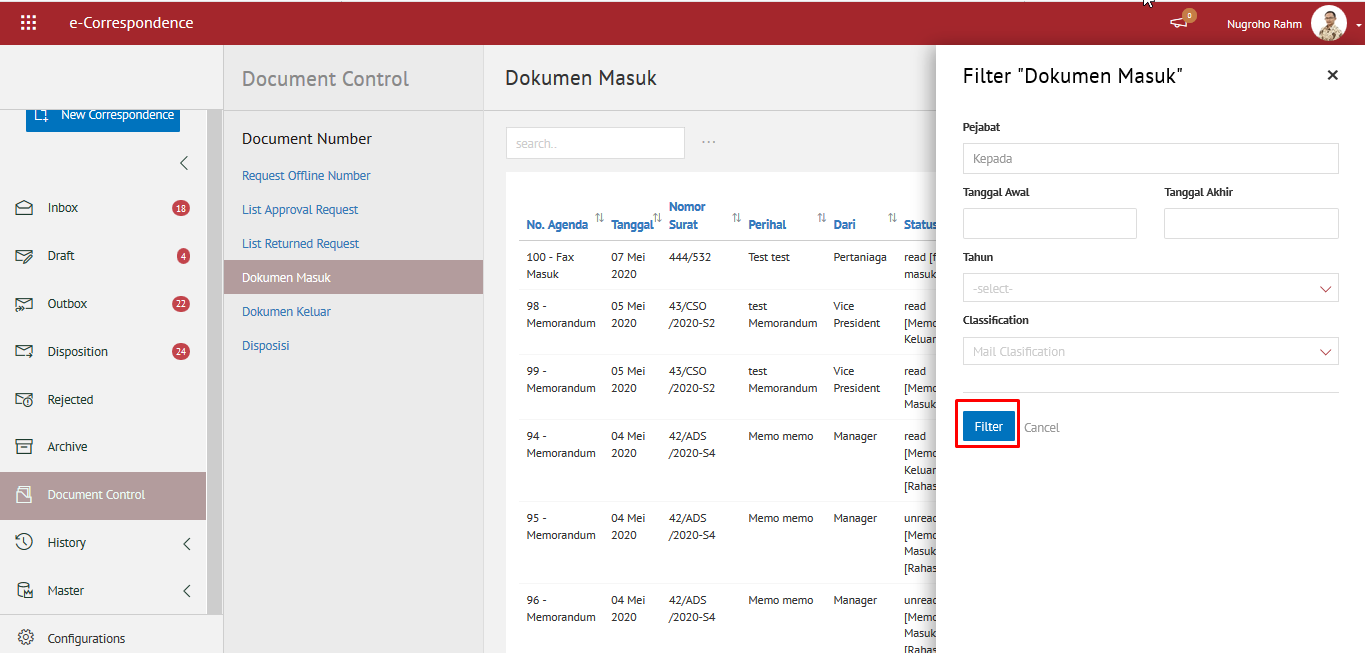 e-Correspondence
0
Nugroho Rahm
New Correspondence
Inbox
18
Draft
4
Outbox
22
Disposition
24
Rejected
Archive
Document Control
History
Master
Configurations
Document Control
Document Number
Request Offline Number
List Approval Request
List Returned Request
Dokumen Masuk
Dokumen Keluar
Disposisi
Dokumen Masuk
search..
...
No. Agenda
Tanggal
Nomor
Surat
Perihal
Dari
Status
100 - Fax
Masuk
07 Mei
2020
444/532
Test test
Pertaniaga
read [f
masuk
98 -
Memorandum
05 Mei
2020
43/CSO
/2020-S2
test
Memorandum
Vice
President
read
[Memo
Keluar
99 -
Memorandum
05 Mei
2020
43/CSO
/2020-S2
test
Memorandum
Vice
President
read
[Memo
Masuk
94 -
Memorandum
04 Mei
2020
42/ADS
/2020-S4
Memo memo
Manager
read
[Memo
Keluar
[Rahas
95 -
Memorandum
04 Mei
2020
42/ADS
/2020-S4
Memo memo
Manager
unread
[Memo
Masuk
[Rahas
96 -
Memorandum
04 Mei
2020
42/ADS
/2020-S4
Memo memo
Manager
unread
[Memo
Masuk
[Rahas
Filter "Dokumen Masuk"
Pejabat
Kepada
Tanggal Awal
Tanggal Akhir
Tahun
-select-
Classification
Mail Clasification
Filter
Cancel